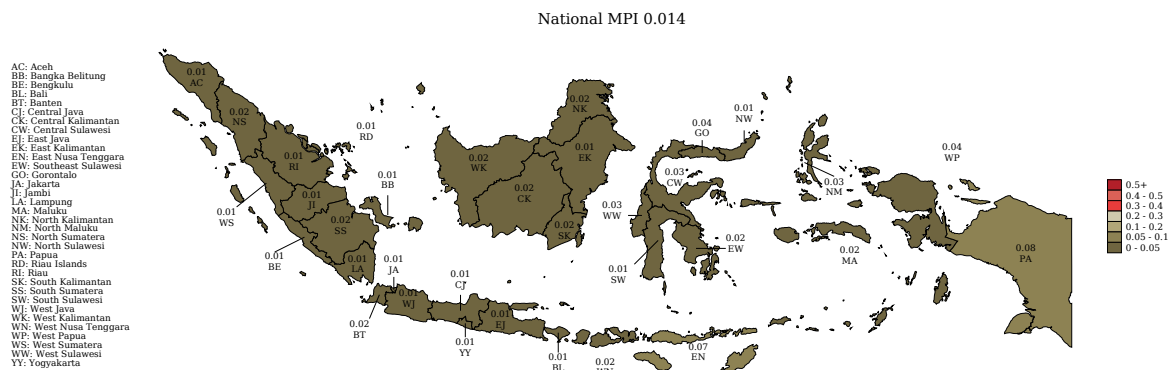 National MPI 0.014
AC: Aceh
BB: Bangka Belitung
BE: Bengkulu
BL: Bali
BT: Banten
CJ: Central Java
CK: Central Kalimantan
CW: Central Sulawesi
EJ: East Java
EK: East Kalimantan
EN: East Nusa Tenggara
EW: Southeast Sulawesi
GO: Gorontalo
JA: Jakarta
JI: Jambi
LA: Lampung
MA: Maluku
NK: North Kalimantan
NM: North Maluku
NS: North Sumatera
NW: North Sulawesi
PA: Papua
RD: Riau Islands
RI: Riau
SK: South Kalimantan
SS: South Sumatera
SW: South Sulawesi
WJ: West Java
WK: West Kalimantan
WN: West Nusa Tenggara
WP: West Papua
WS: West Sumatera
WW: West Sulawesi
YY: Yogyakarta
0.01
AC
0.02
NS
0.01
RD
0.01
RI
0.01
BB
0.01
JI
0.01
WS
0.02
SS
0.01
BE
0.01
LA
0.01
JA
0.02
BT
0.01
WJ
0.01
CJ
0.01
YY
0.01
EJ
0.01
BL
0.02
WN
0.07
EN
0.02
NK
0.02
WK
0.01
EK
0.02
CK
0.02
SK
0.04
GO
0.01
NW
0.03
CW
0.03
WW
0.01
SW
0.02
EW
0.03
NM
0.02
MA
0.04
WP
0.08
PA
0.5+
0.4 - 0.5
0.3 - 0.4
0.2 - 0.3
0.1 - 0.2
0.05 - 0.1
0 - 0.05